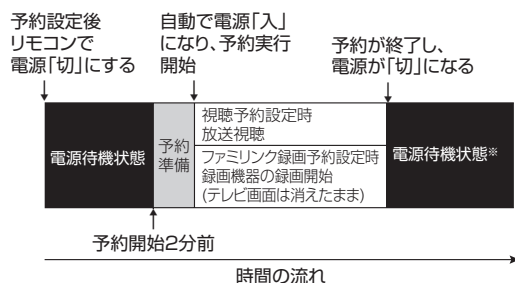 予約設定後
リモコンで
電源「切」にする
自動で電源「入」
になり、予約実行
開始
予約が終了し、
電源が「切」になる
電源待機状態
予約
準備
視聴予約設定時
放送視聴
ファミリンク録画予約設定時
録画機器の録画開始
(テレビ画面は消えたまま)
電源待機状態※
予約開始2分前
時間の流れ